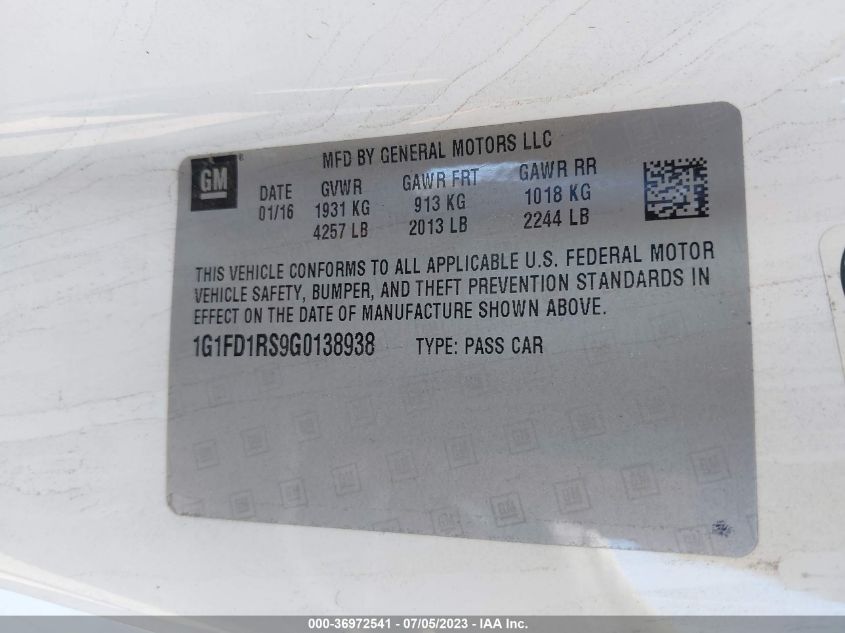 MFD BY GENERAL MOTORS LLC
GM
®
DATE GVWR GAWR FRT GAWR RR
01/16 1931 KG 913 KG 1018 KG
4257 LB 2013 LB 2244 LB
THIS VEHICLE CONFORMS TO ALL APPLICABLE U.S. FEDERAL MOTOR
VEHICLE SAFETY, BUMPER, AND THEFT PREVENTION STANDARDS IN
EFFECT ON THE DATE OF MANUFACTURE SHOWN ABOVE.
1G1FD1RS9G0138938 TYPE: PASS CAR
000-36972541 - 07/05/2023 - IAA Inc.